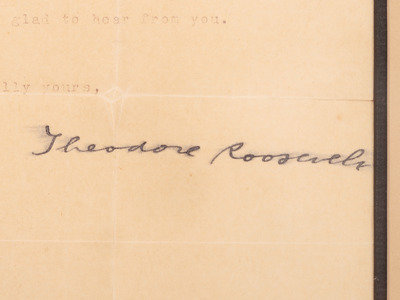 glad to hear from you.
lly yours,
Theodore Roosevelt